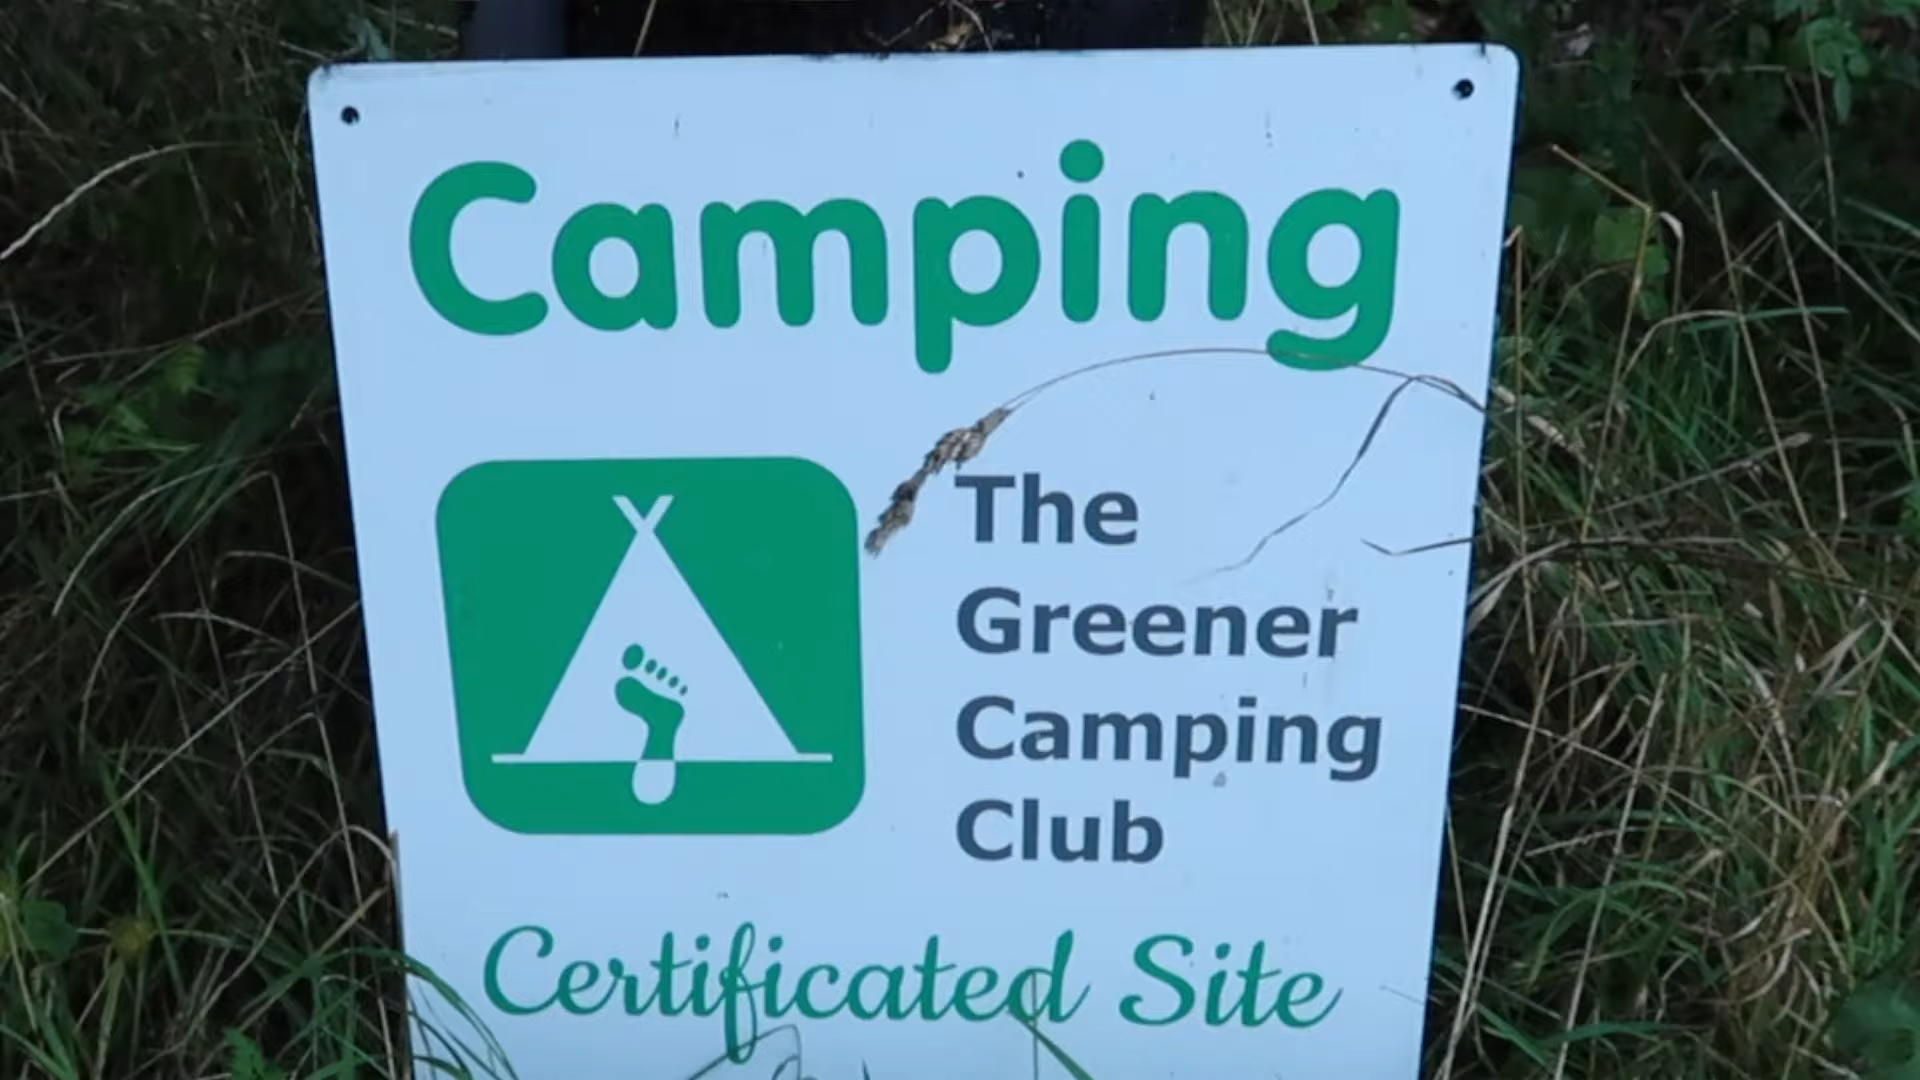 Camping
The
Greener
Camping
Club
Certificated Site